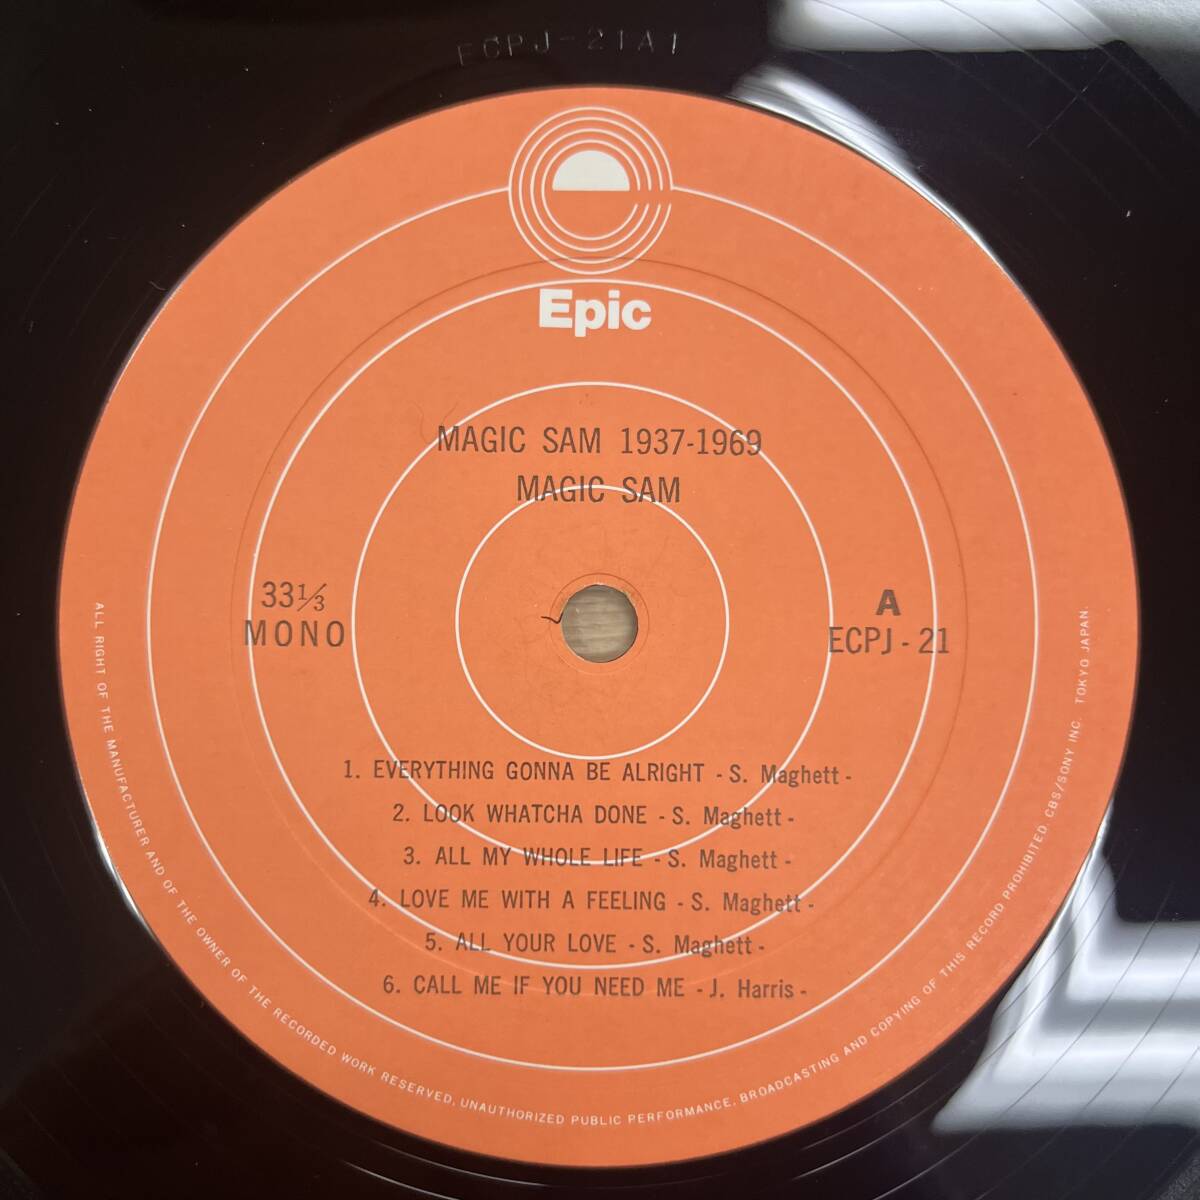 ECPJ-21A1
Epic
MAGIC SAM 1937-1969
MAGIC SAM
33⅓
MONO
A
ECPJ - 21
1. EVERYTHING GONNA BE ALRIGHT - S. Maghett -
2. LOOK WHATCHA DONE - S. Maghett -
3. ALL MY WHOLE LIFE - S. Maghett -
4. LOVE ME WITH A FEELING - S. Maghett -
5. ALL YOUR LOVE - S. Maghett -
6. CALL ME IF YOU NEED ME - J. Harris -
ALL RIGHT OF THE MANUFACTURER AND OF THE OWNER OF THE RECORDED WORK RESERVED. UNAUTHORIZED PUBLIC PERFORMANCE, BROADCASTING AND COPYING OF THIS RECORD PROHIBITED. CBS/SONY INC. TOKYO JAPAN.